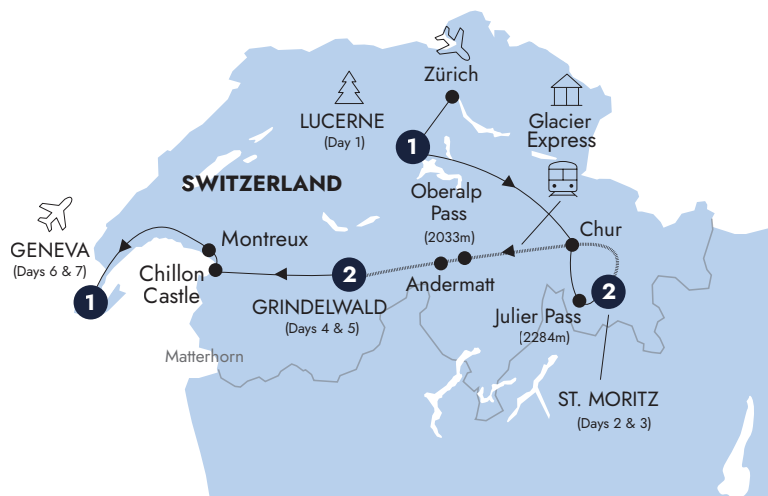 Zürich
LUCERNE
(Day 1)
1
Glacier
Express
SWITZERLAND
Oberalp
Pass
(2033m)
Chur
GENEVA
(Days 6 & 7)
1
Montreux
Chillon
Castle
2
GRINDELWALD
(Days 4 & 5)
Andermatt
2
Julier Pass
(2284m)
Matterhorn
ST. MORITZ
(Days 2 & 3)